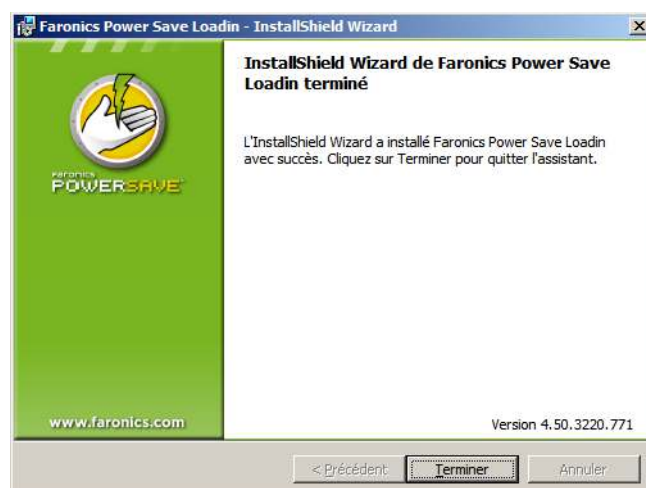 Faronics Power Save Loadin - InstallShield Wizard
InstallShield Wizard de Faronics Power Save
Loadin terminé
L'InstallShield Wizard a installé Faronics Power Save Loadin
avec succès. Cliquez sur Terminer pour quitter l'assistant.
FARONICS
POWERSAVE
www.faronics.com
Version 4.50.3220.771
< Précédent
Terminer
Annuler